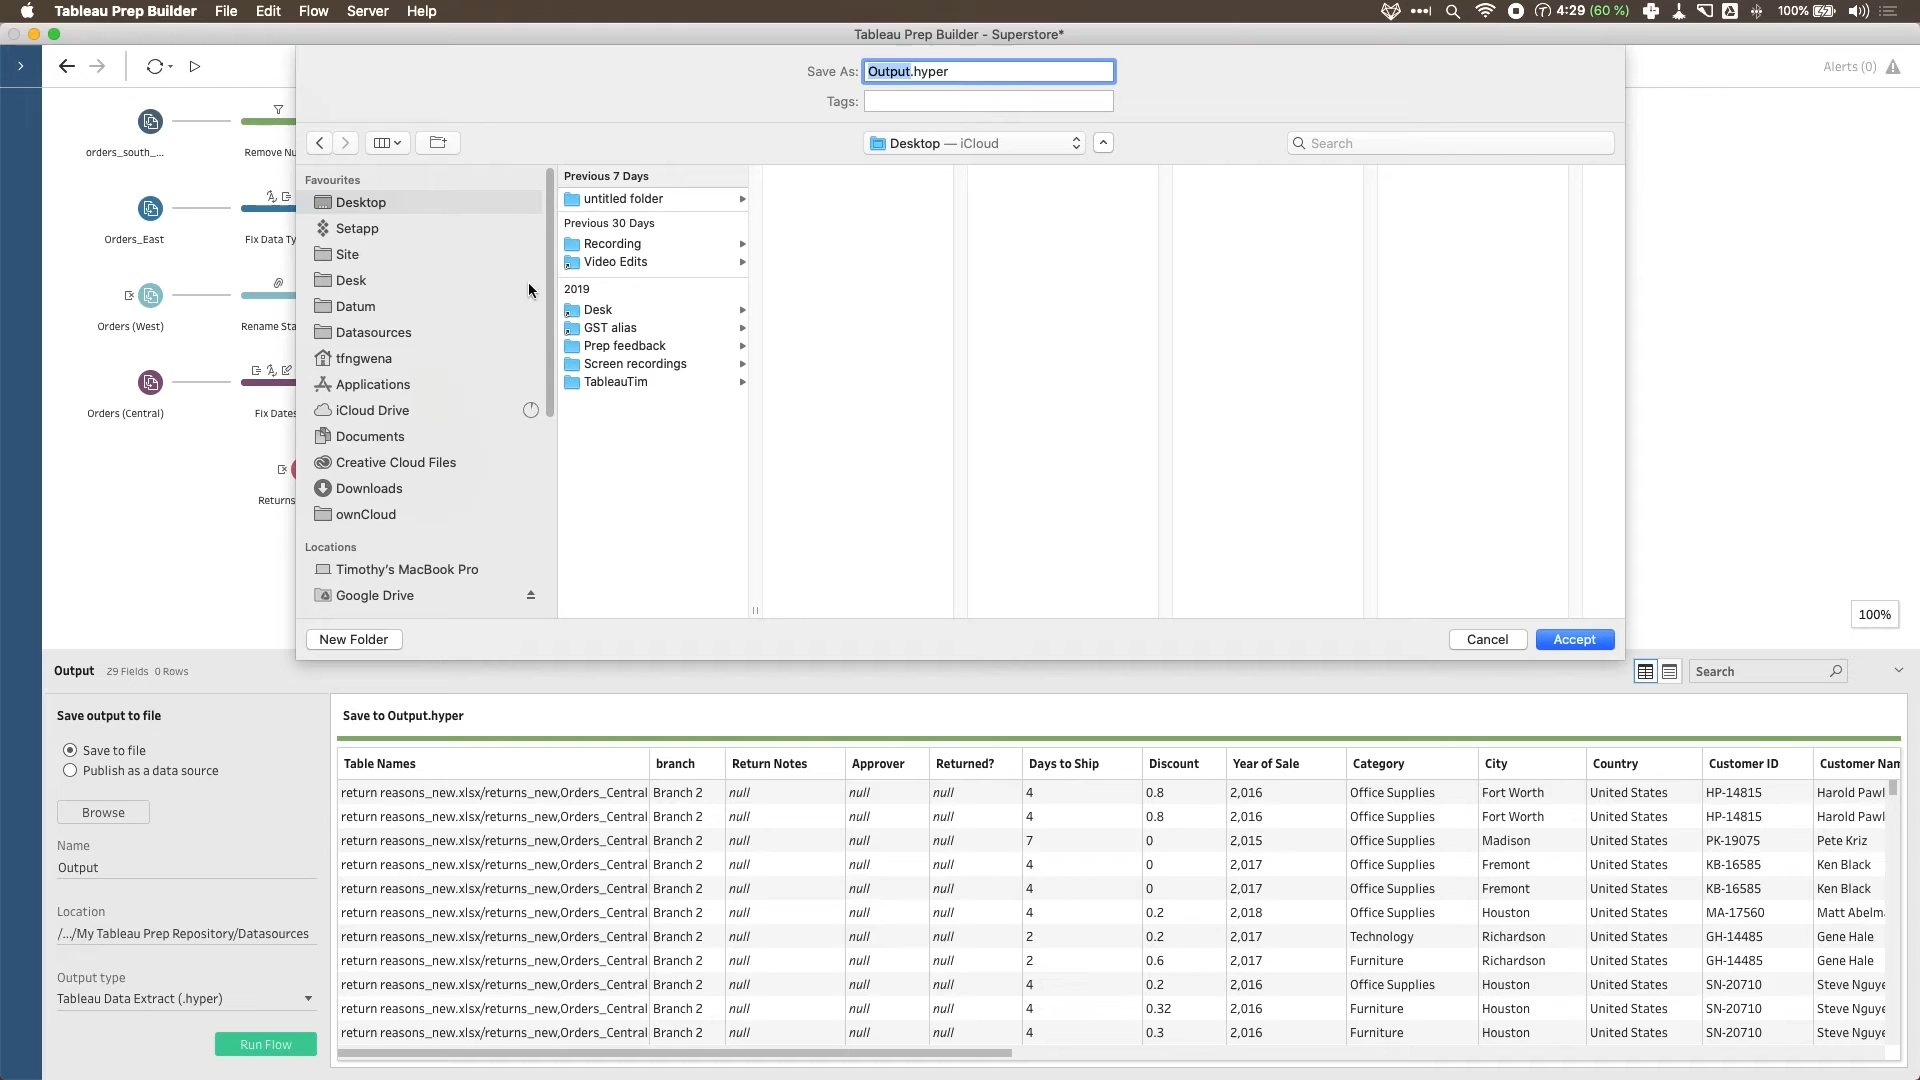 Tableau Prep Builder File Edit Flow Server Help 4:29 (60 %) 100%
Tableau Prep Builder - Superstore*
Alerts (0)
Save As: Output.hyper
Tags:
Desktop — iCloud
Search
orders_south_...
Remove Nu
Orders_East
Fix Data Ty
Orders (West)
Rename Sta
Orders (Central)
Fix Dates
Returns
Favourites
Desktop
Setapp
Site
Desk
Datum
Datasources
tfngwena
Applications
iCloud Drive
Documents
Creative Cloud Files
Downloads
ownCloud
Locations
Timothy's MacBook Pro
Google Drive
Previous 7 Days
untitled folder
Previous 30 Days
Recording
Video Edits
2019
Desk
GST alias
Prep feedback
Screen recordings
TableauTim
100%
New Folder
Cancel Accept
Output 29 Fields 0 Rows
Search
Save output to file
Save to file
Publish as a data source
Browse
Name
Output
Location
/.../My Tableau Prep Repository/Datasources
Output type
Tableau Data Extract (.hyper)
Run Flow
Save to Output.hyper
Table Names branch Return Notes Approver Returned? Days to Ship Discount Year of Sale Category City Country Customer ID Customer Nam
return reasons_new.xlsx/returns_new,Orders_Central Branch 2 null null null 4 0.8 2,016 Office Supplies Fort Worth United States HP-14815 Harold Pawl
return reasons_new.xlsx/returns_new,Orders_Central Branch 2 null null null 4 0.8 2,016 Office Supplies Fort Worth United States HP-14815 Harold Pawl
return reasons_new.xlsx/returns_new,Orders_Central Branch 2 null null null 7 0 2,015 Office Supplies Madison United States PK-19075 Pete Kriz
return reasons_new.xlsx/returns_new,Orders_Central Branch 2 null null null 4 0 2,017 Office Supplies Fremont United States KB-16585 Ken Black
return reasons_new.xlsx/returns_new,Orders_Central Branch 2 null null null 4 0 2,017 Office Supplies Fremont United States KB-16585 Ken Black
return reasons_new.xlsx/returns_new,Orders_Central Branch 2 null null null 4 0.2 2,018 Office Supplies Houston United States MA-17560 Matt Abelm
return reasons_new.xlsx/returns_new,Orders_Central Branch 2 null null null 2 0.2 2,017 Technology Richardson United States GH-14485 Gene Hale
return reasons_new.xlsx/returns_new,Orders_Central Branch 2 null null null 2 0.6 2,017 Furniture Richardson United States GH-14485 Gene Hale
return reasons_new.xlsx/returns_new,Orders_Central Branch 2 null null null 4 0.2 2,016 Office Supplies Houston United States SN-20710 Steve Nguye
return reasons_new.xlsx/returns_new,Orders_Central Branch 2 null null null 4 0.32 2,016 Furniture Houston United States SN-20710 Steve Nguye
return reasons_new.xlsx/returns_new,Orders_Central Branch 2 null null null 4 0.3 2,016 Furniture Houston United States SN-20710 Steve Nguye